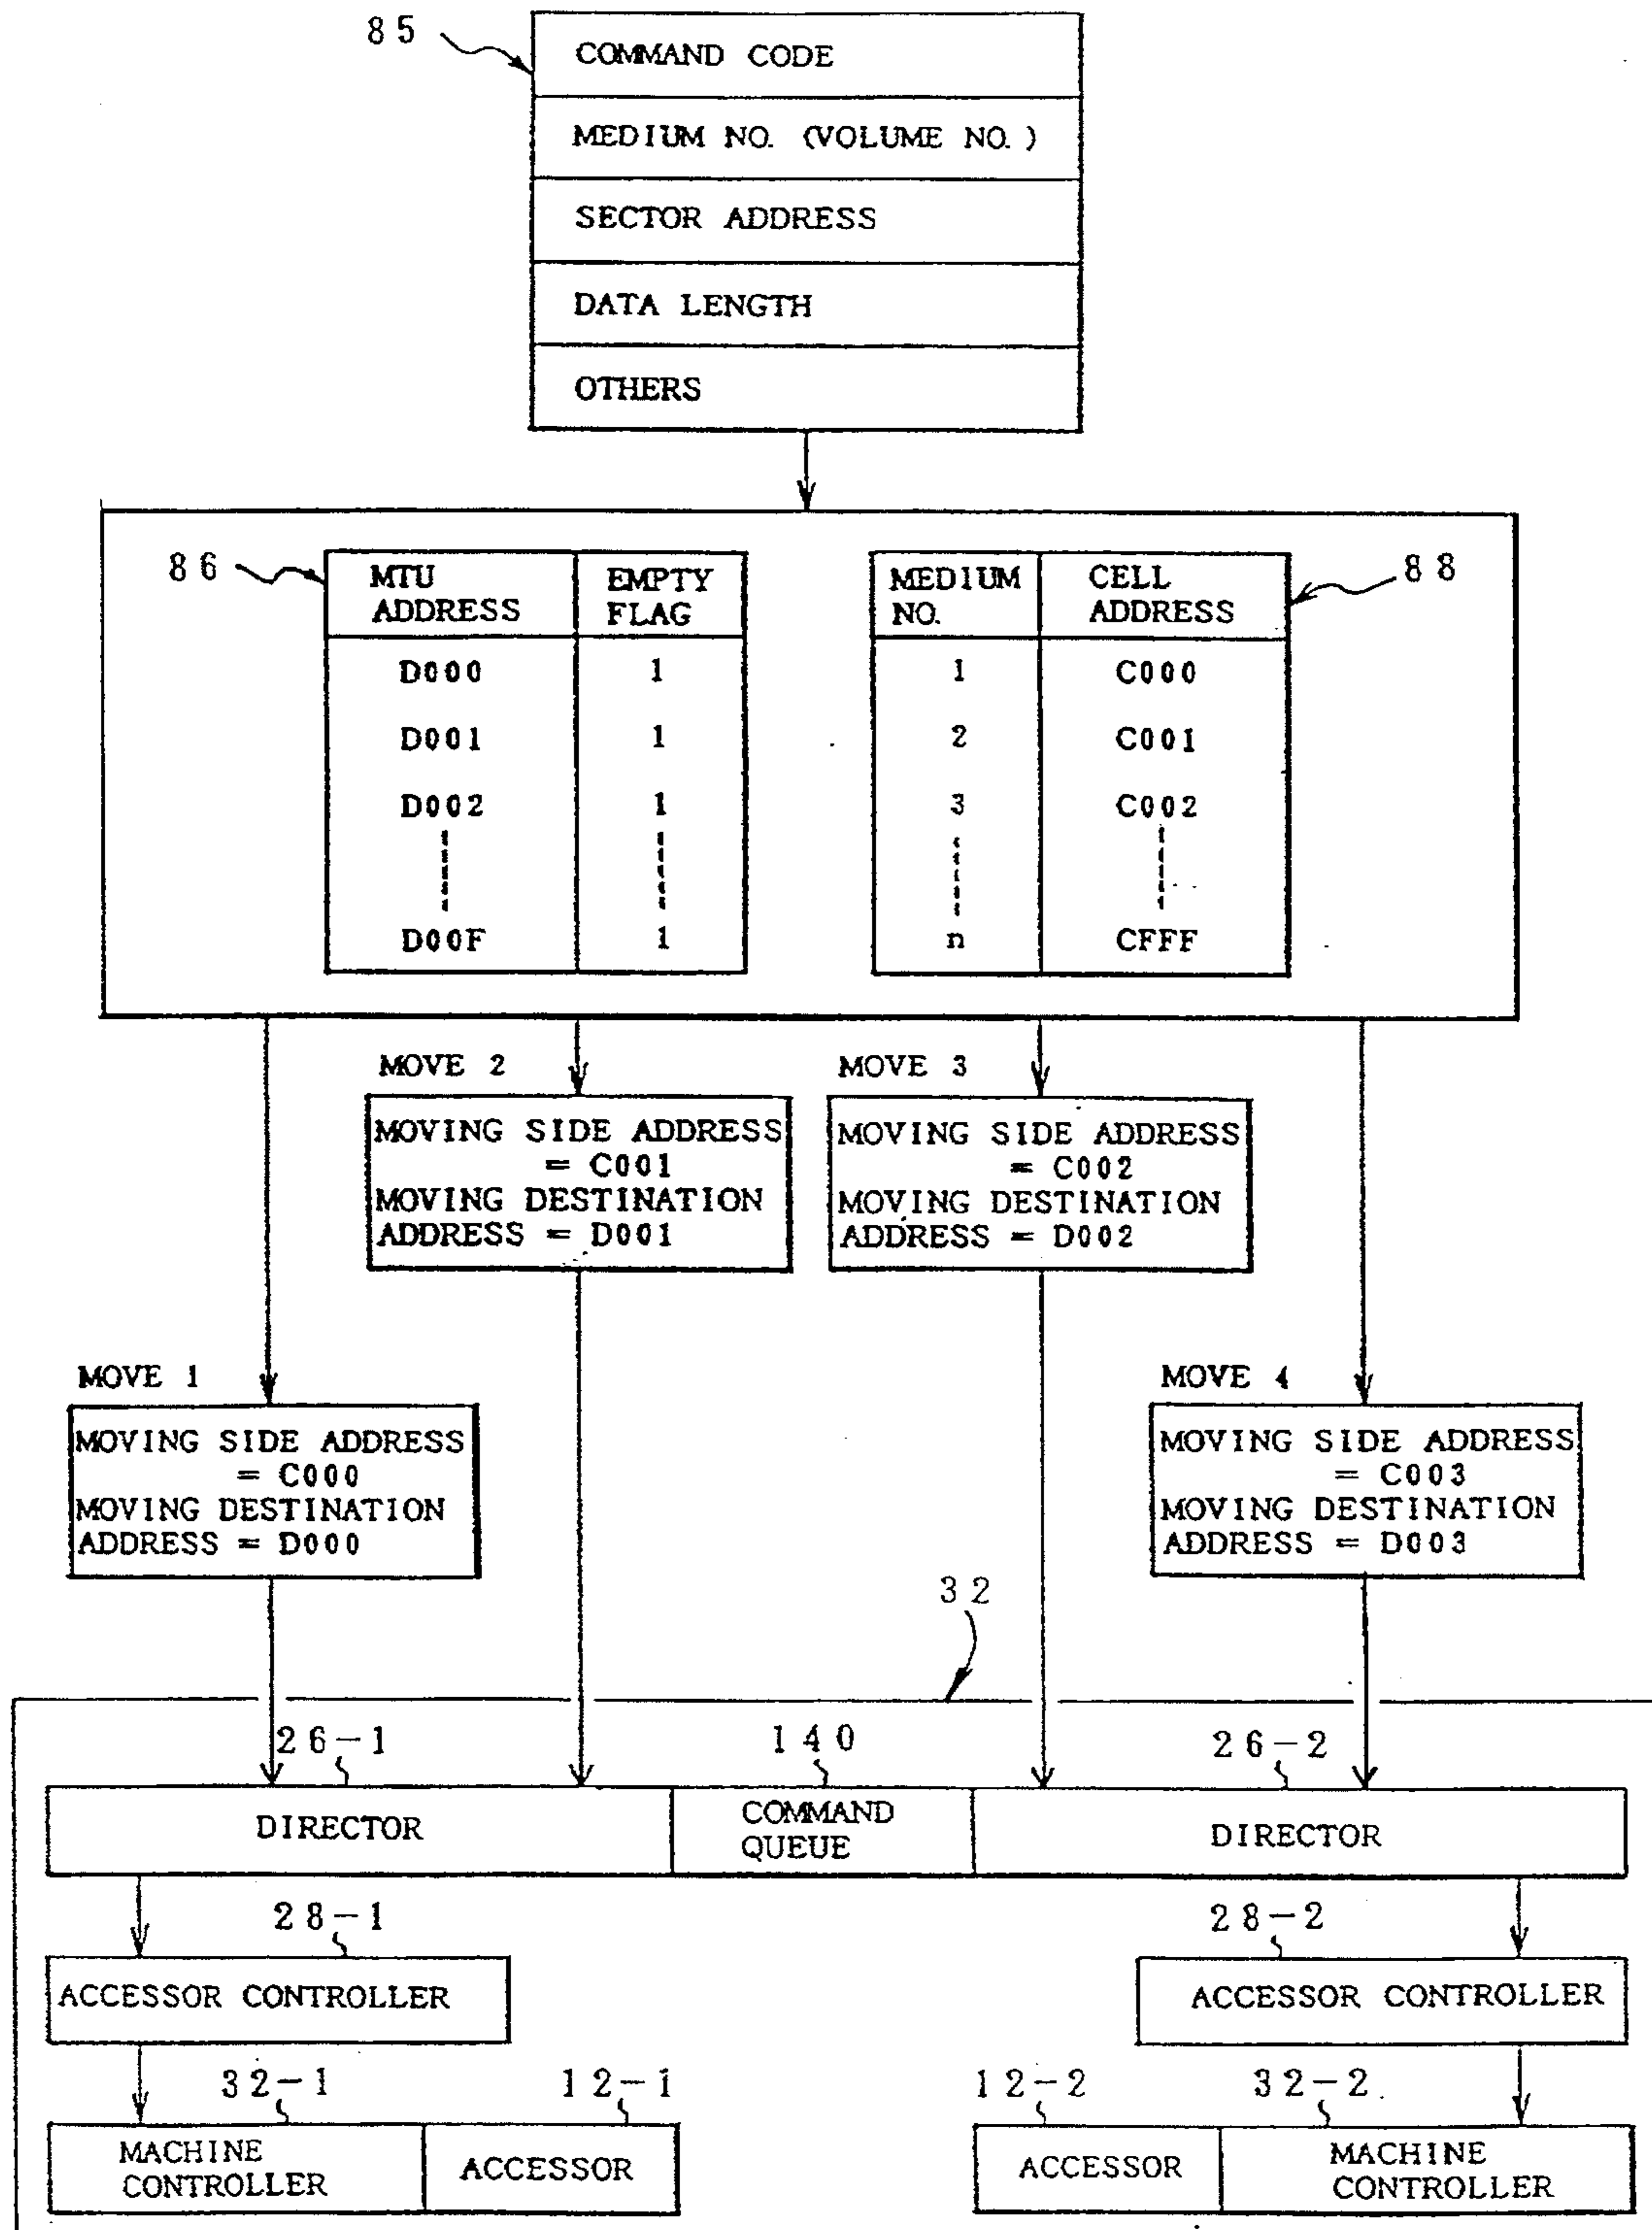 85
COMMAND CODE
MEDIUM NO. (VOLUME NO.)
SECTOR ADDRESS
DATA LENGTH
OTHERS
86
MTU ADDRESS
EMPTY FLAG
D000 1
D001 1
D002 1
D00F 1
88
MEDIUM NO.
CELL ADDRESS
1 C000
2 C001
3 C002
n CFFF
MOVE 2
MOVING SIDE ADDRESS
= C001
MOVING DESTINATION
ADDRESS = D001
MOVE 3
MOVING SIDE ADDRESS
= C002
MOVING DESTINATION
ADDRESS = D002
MOVE 1
MOVING SIDE ADDRESS
= C000
MOVING DESTINATION
ADDRESS = D000
MOVE 4
MOVING SIDE ADDRESS
= C003
MOVING DESTINATION
ADDRESS = D003
32
26-1
140
26-2
DIRECTOR
COMMAND
QUEUE
DIRECTOR
28-1
28-2
ACCESSOR CONTROLLER
ACCESSOR CONTROLLER
32-1
12-1
12-2
32-2
MACHINE
CONTROLLER
ACCESSOR
ACCESSOR
MACHINE
CONTROLLER